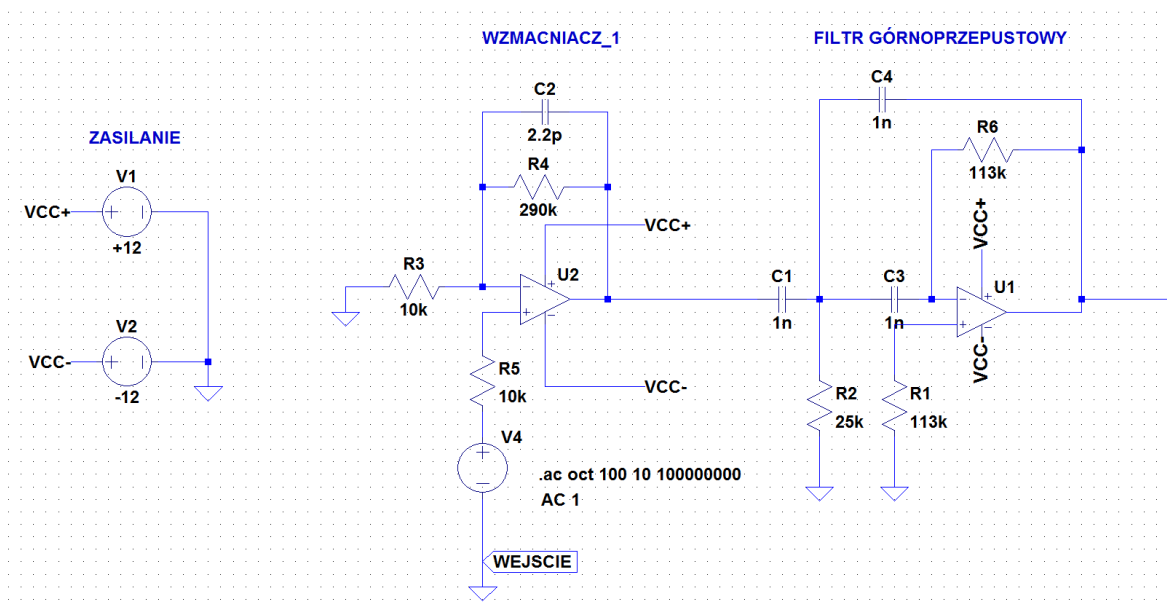 WZMACNIACZ_1
FILTR GÓRNOPRZEPUSTOWY
C4
1n
C2
2.2p
R6
113k
ZASILANIE
R4
290k
V1
VCC+
+12
VCC+
VCC+
R3
10k
U2
C1
1n
C3
1n
U1
V2
VCC-
-12
R5
10k
VCC-
VCC-
R2
25k
R1
113k
V4
.ac oct 100 10 100000000
AC 1
WEJSCIE